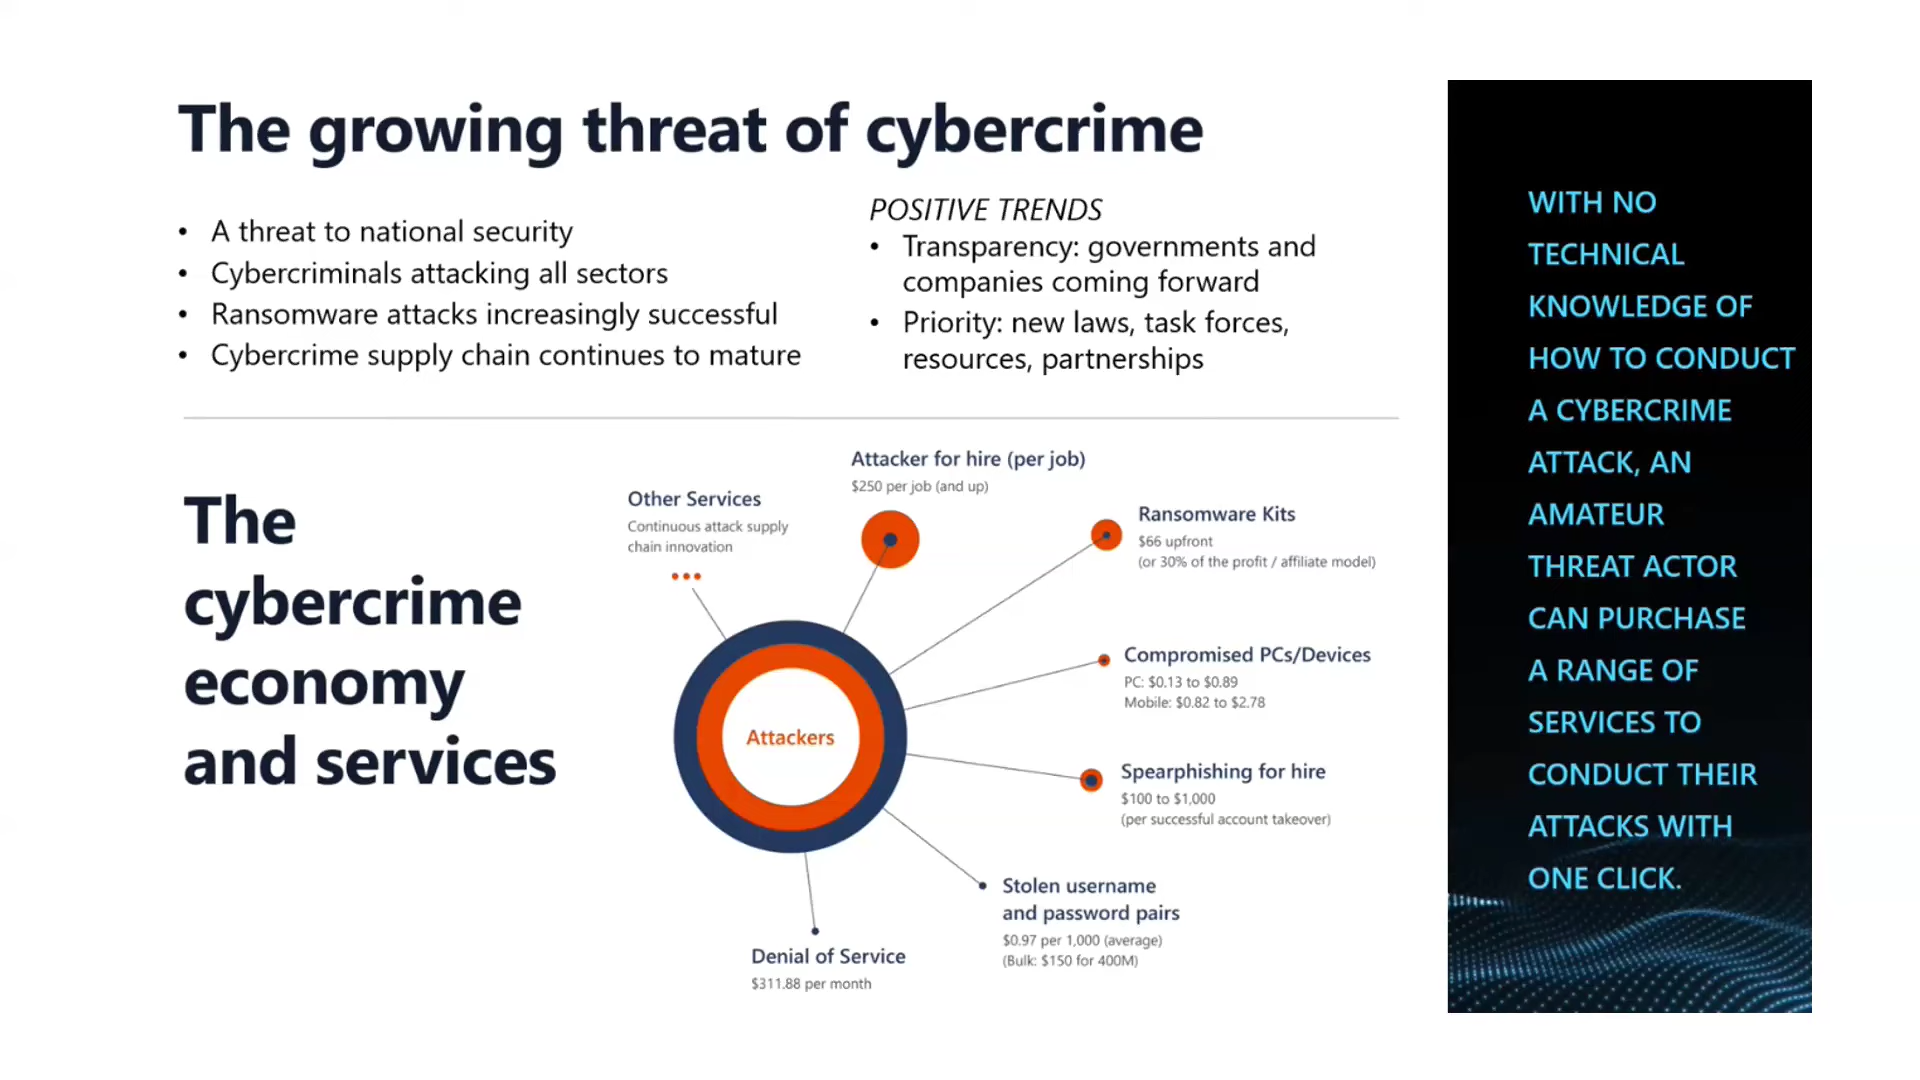 The growing threat of cybercrime
• A threat to national security
• Cybercriminals attacking all sectors
• Ransomware attacks increasingly successful
• Cybercrime supply chain continues to mature
POSITIVE TRENDS
• Transparency: governments and
companies coming forward
• Priority: new laws, task forces,
resources, partnerships
The
cybercrime
economy
and services
Other Services
Continuous attack supply
chain innovation
Attacker for hire (per job)
$250 per job (and up)
Ransomware Kits
$66 upfront
(or 30% of the profit / affiliate model)
Compromised PCs/Devices
PC: $0.13 to $0.89
Mobile: $0.82 to $2.78
Attackers
Spearphishing for hire
$100 to $1,000
(per successful account takeover)
Stolen username
and password pairs
$0.97 per 1,000 (average)
(Bulk: $150 for 400M)
Denial of Service
$311.88 per month
WITH NO
TECHNICAL
KNOWLEDGE OF
HOW TO CONDUCT
A CYBERCRIME
ATTACK, AN
AMATEUR
THREAT ACTOR
CAN PURCHASE
A RANGE OF
SERVICES TO
CONDUCT THEIR
ATTACKS WITH
ONE CLICK.